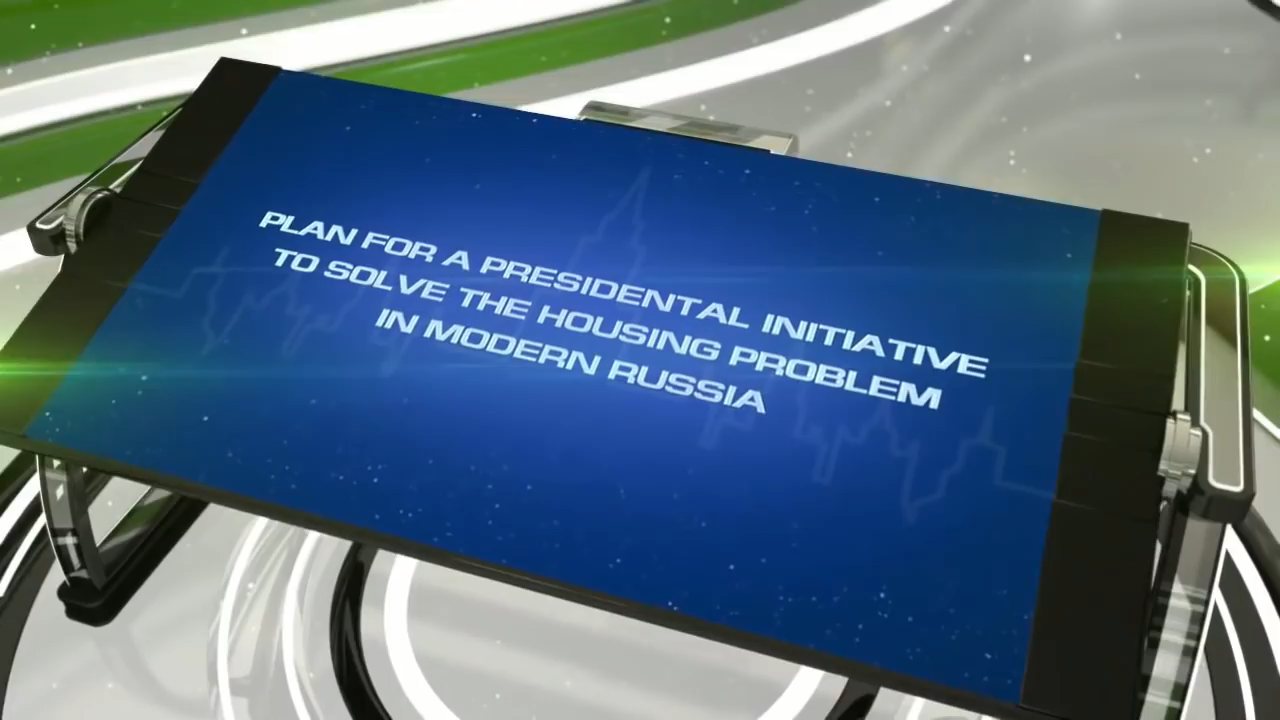 PLAN FOR A PRESIDENTAL INITIATIVE
TO SOLVE THE HOUSING PROBLEM
IN MODERN RUSSIA